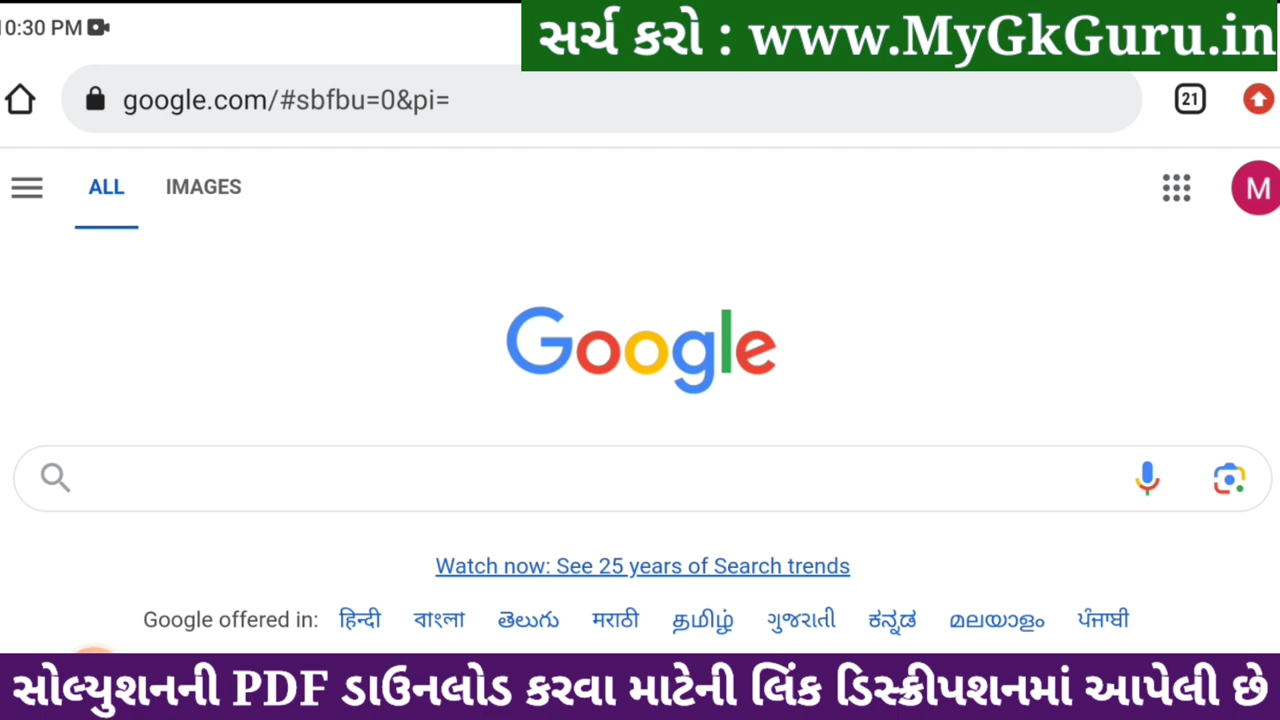 10:30 PM
સર્ચ કરો : www.MyGkGuru.in
google.com/#sbfbu=0&pi=
21
ALL IMAGES
M
Google
Watch now: See 25 years of Search trends
Google offered in: हिन्दी বাংলা తెలుగు मराठी தமிழ் ગુજરાતી ಕನ್ನಡ മലയാളം ਪੰਜਾਬੀ
સોલ્યુશનની PDF ડાઉનલોડ કરવા માટેની લિંક ડિસ્ક્રીપશનમાં આપેલી છે